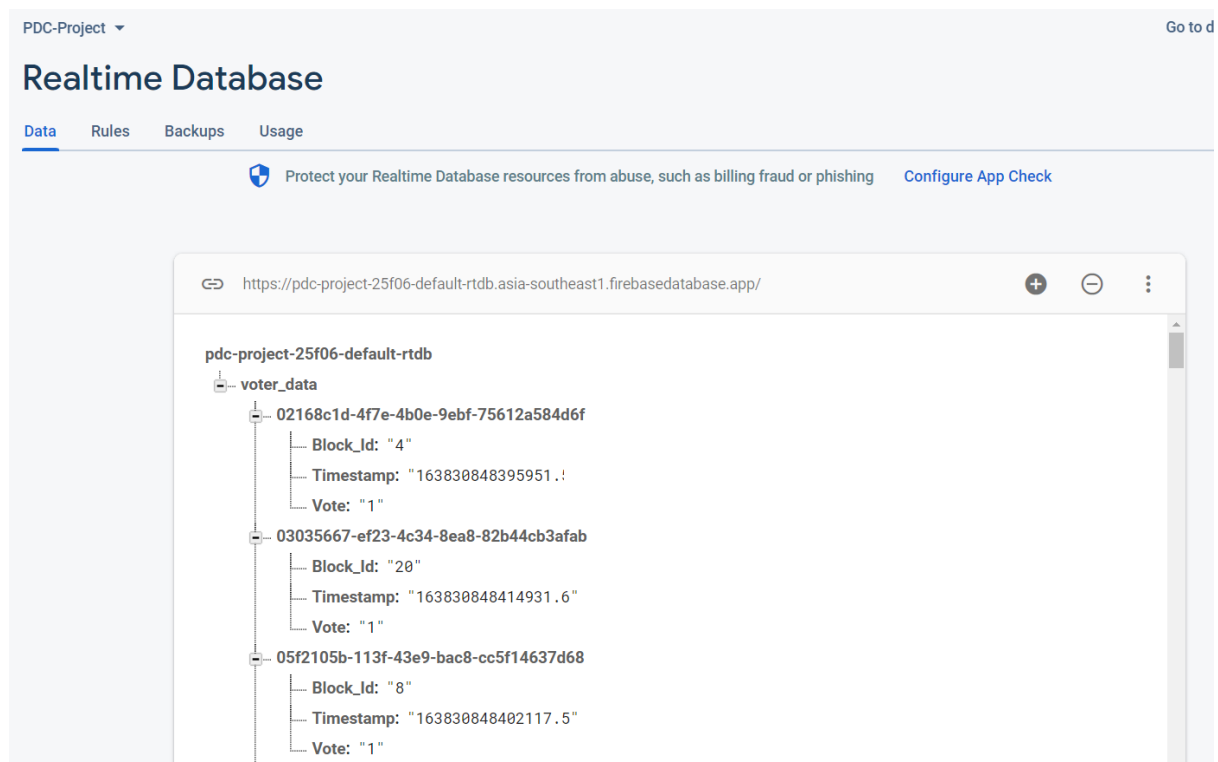 PDC-Project
Go to d
Realtime Database
Data Rules Backups Usage
Protect your Realtime Database resources from abuse, such as billing fraud or phishing Configure App Check
https://pdc-project-25f06-default-rtdb.asia-southeast1.firebasedatabase.app/
pdc-project-25f06-default-rtdb
voter_data
02168c1d-4f7e-4b0e-9ebf-75612a584d6f
Block_Id: "4"
Timestamp: "163830848395951.
Vote: "1"
03035667-ef23-4c34-8ea8-82b44cb3afab
Block_Id: "20"
Timestamp: "163830848414931.6"
Vote: "1"
05f2105b-113f-43e9-bac8-cc5f14637d68
Block_Id: "8"
Timestamp: "163830848402117.5"
Vote: "1"